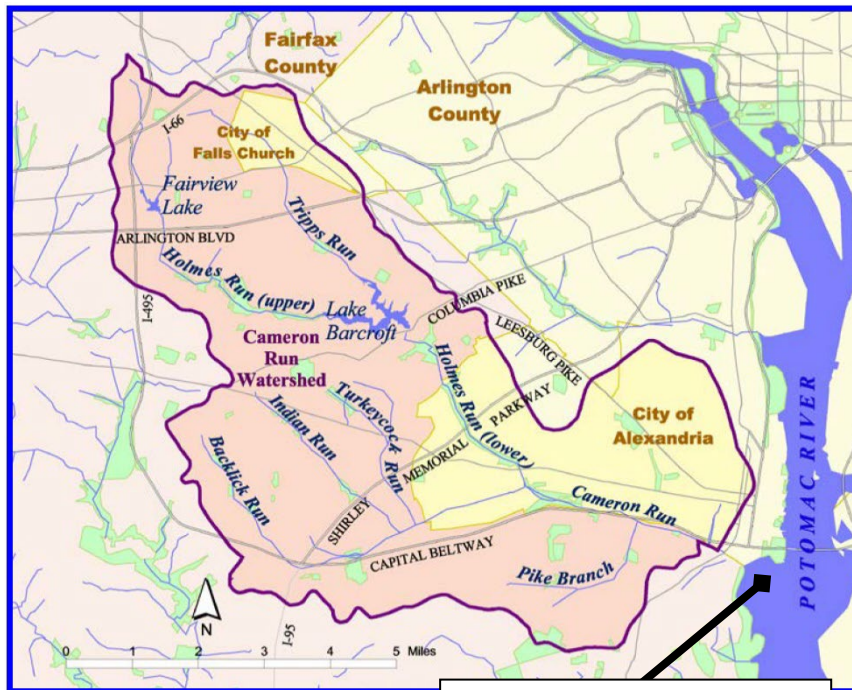 Fairfax
County
Arlington
County
I-66
City of
Falls Church
Fairview
Lake
Tripps Run
ARLINGTON BLVD
Holmes Run (upper)
I-495
Lake
Barcroft
COLUMBIA PIKE
LEESBURG PIKE
Cameron
Run
Watershed
Holmes Run (lower)
Turkeycock Run
Indian Run
Backlick Run
SHIRLEY MEMORIAL PARKWAY
City of
Alexandria
Cameron Run
CAPITAL BELTWAY
Pike Branch
POTOMAC RIVER
N
I-95
0 1 2 3 4 5 Miles